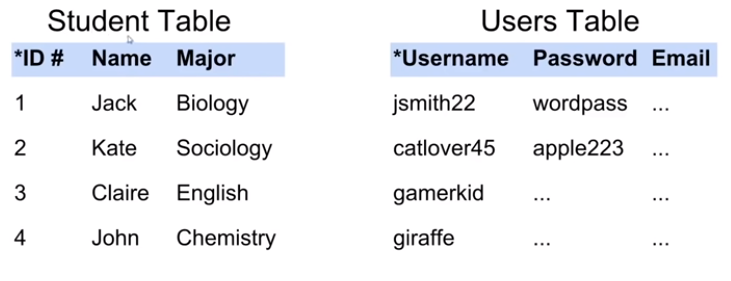 Student Table
*ID # Name Major
1 Jack Biology
2 Kate Sociology
3 Claire English
4 John Chemistry
Users Table
*Username Password Email
jsmith22 wordpass ...
catlover45 apple223 ...
gamerkid ... ...
giraffe ... ...